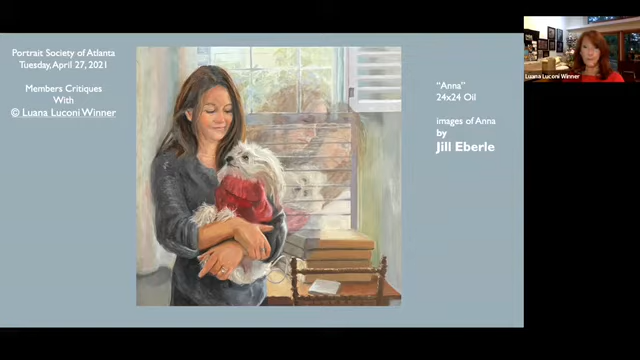 Portrait Society of Atlanta
Tuesday, April 27, 2021
Members Critiques
With
© Luana Luconi Winner
"Anna"
24x24 Oil
images of Anna
by
Jill Eberle
Luana Luconi Winner